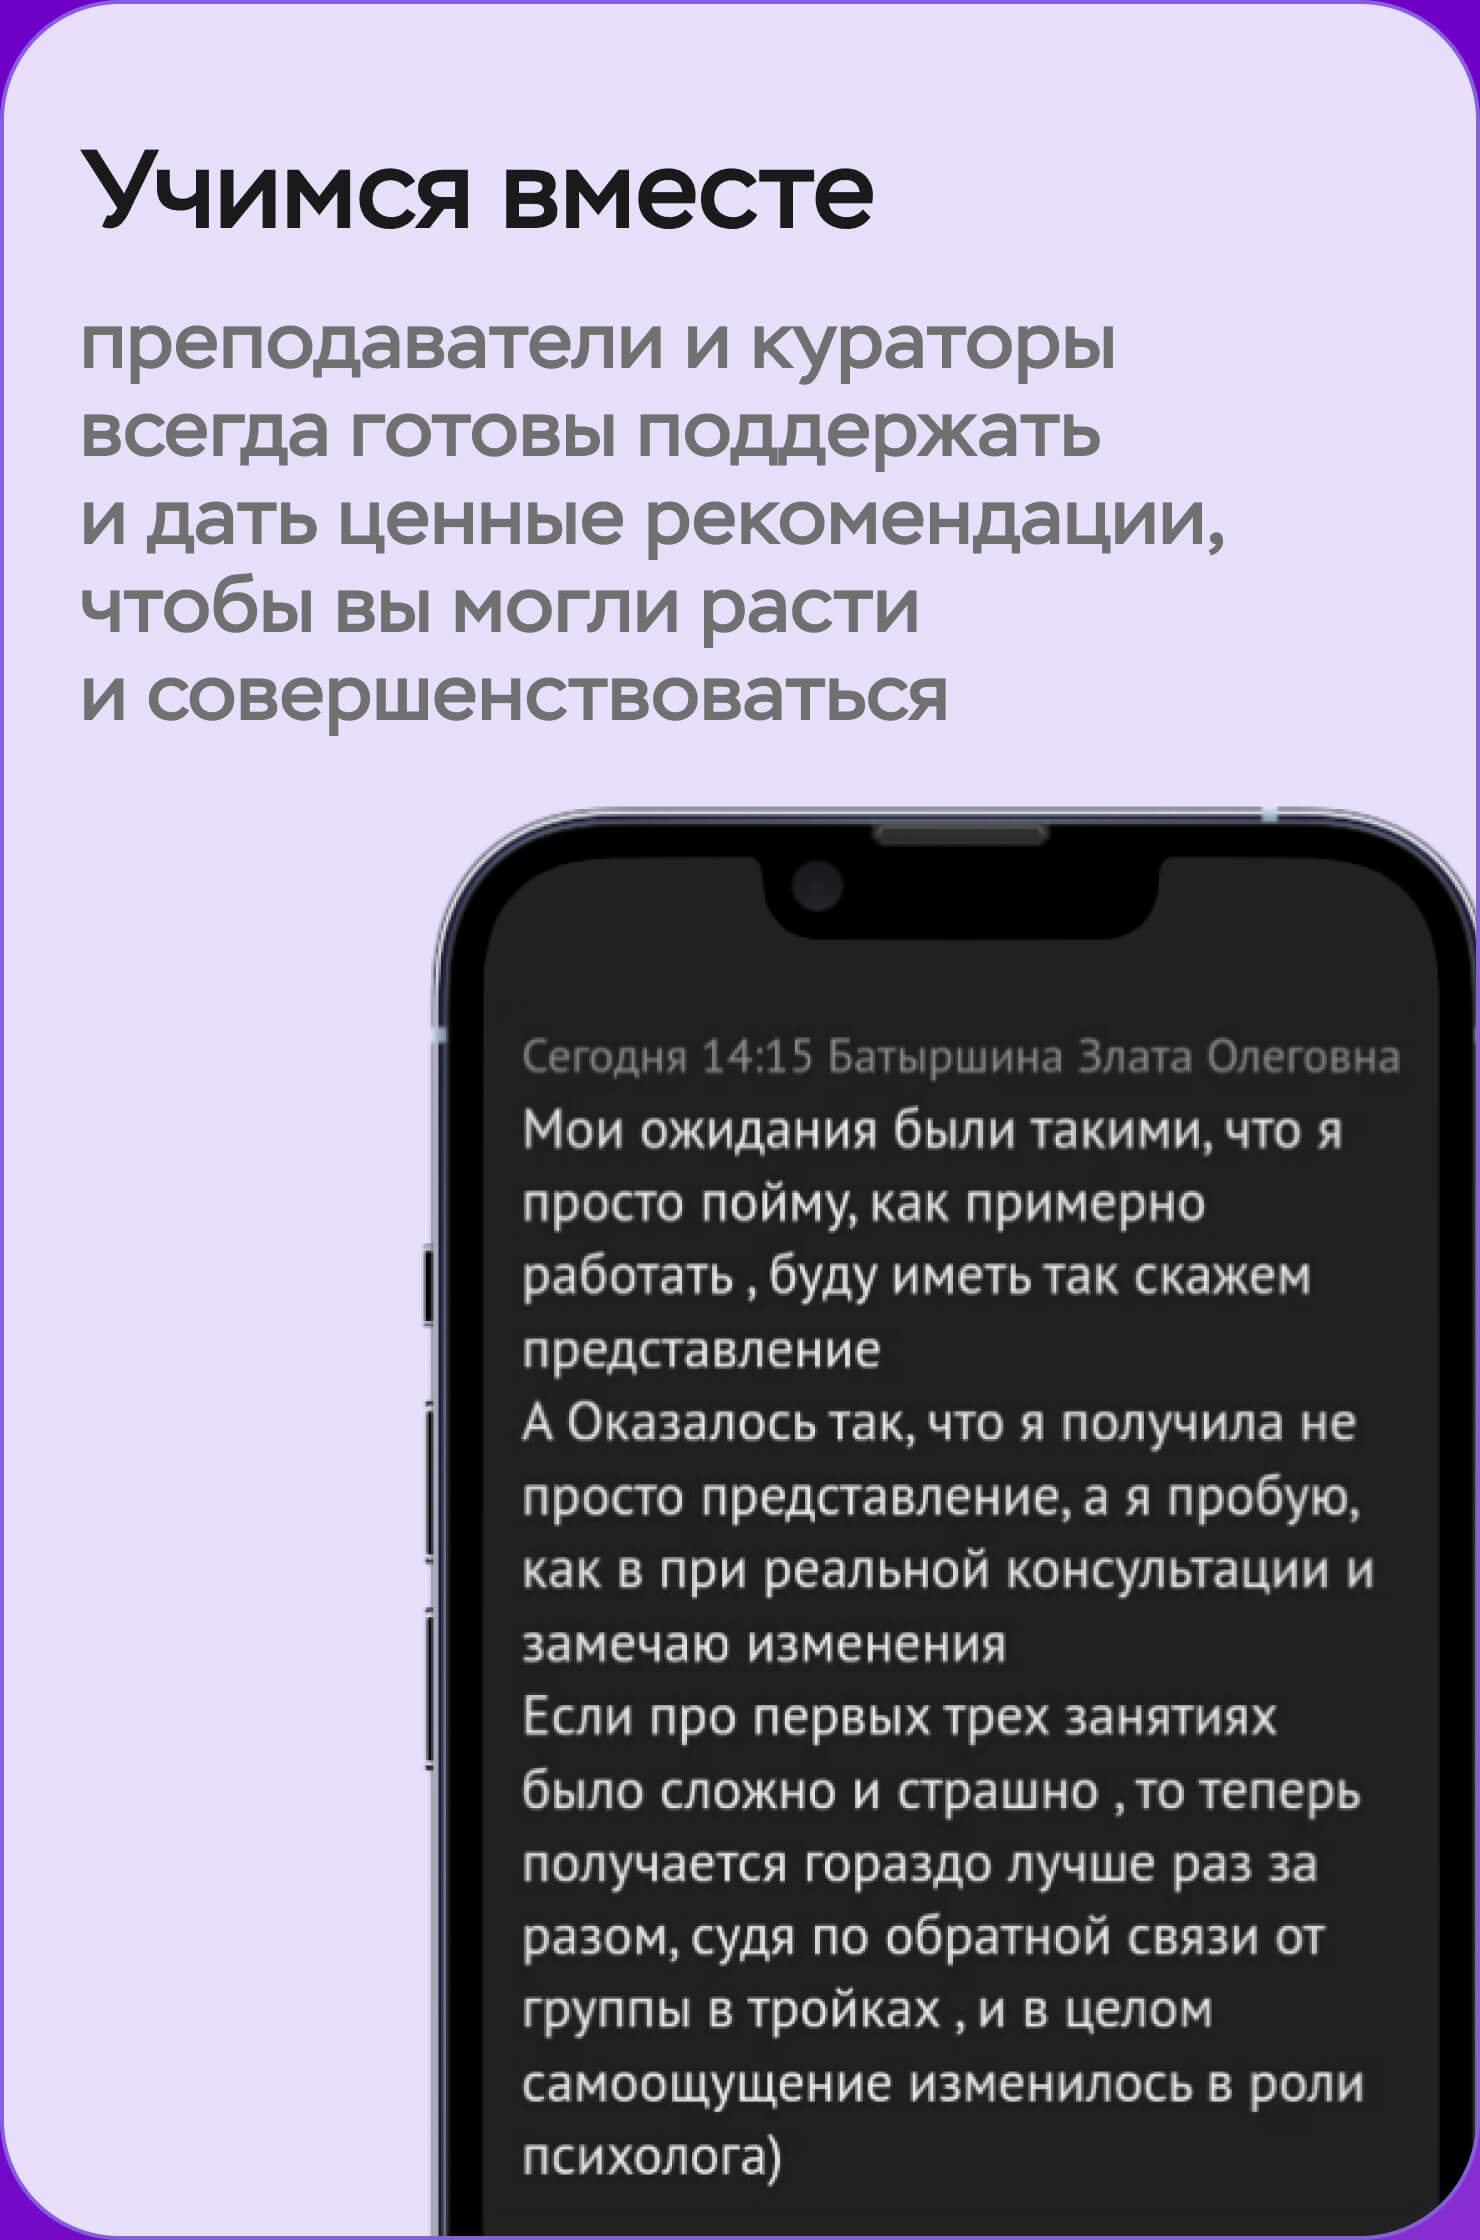 Учимся вместе
преподаватели и кураторы
всегда готовы поддержать
и дать ценные рекомендации,
чтобы вы могли расти
и совершенствоваться
Сегодня 14:15 Батыршина Злата Олеговна
Мои ожидания были такими, что я
просто пойму, как примерно
работать , буду иметь так скажем
представление
А Оказалось так, что я получила не
просто представление, а я пробую,
как в при реальной консультации и
замечаю изменения
Если про первых трех занятиях
было сложно и страшно , то теперь
получается гораздо лучше раз за
разом, судя по обратной связи от
группы в тройках , и в целом
самоощущение изменилось в роли
психолога)